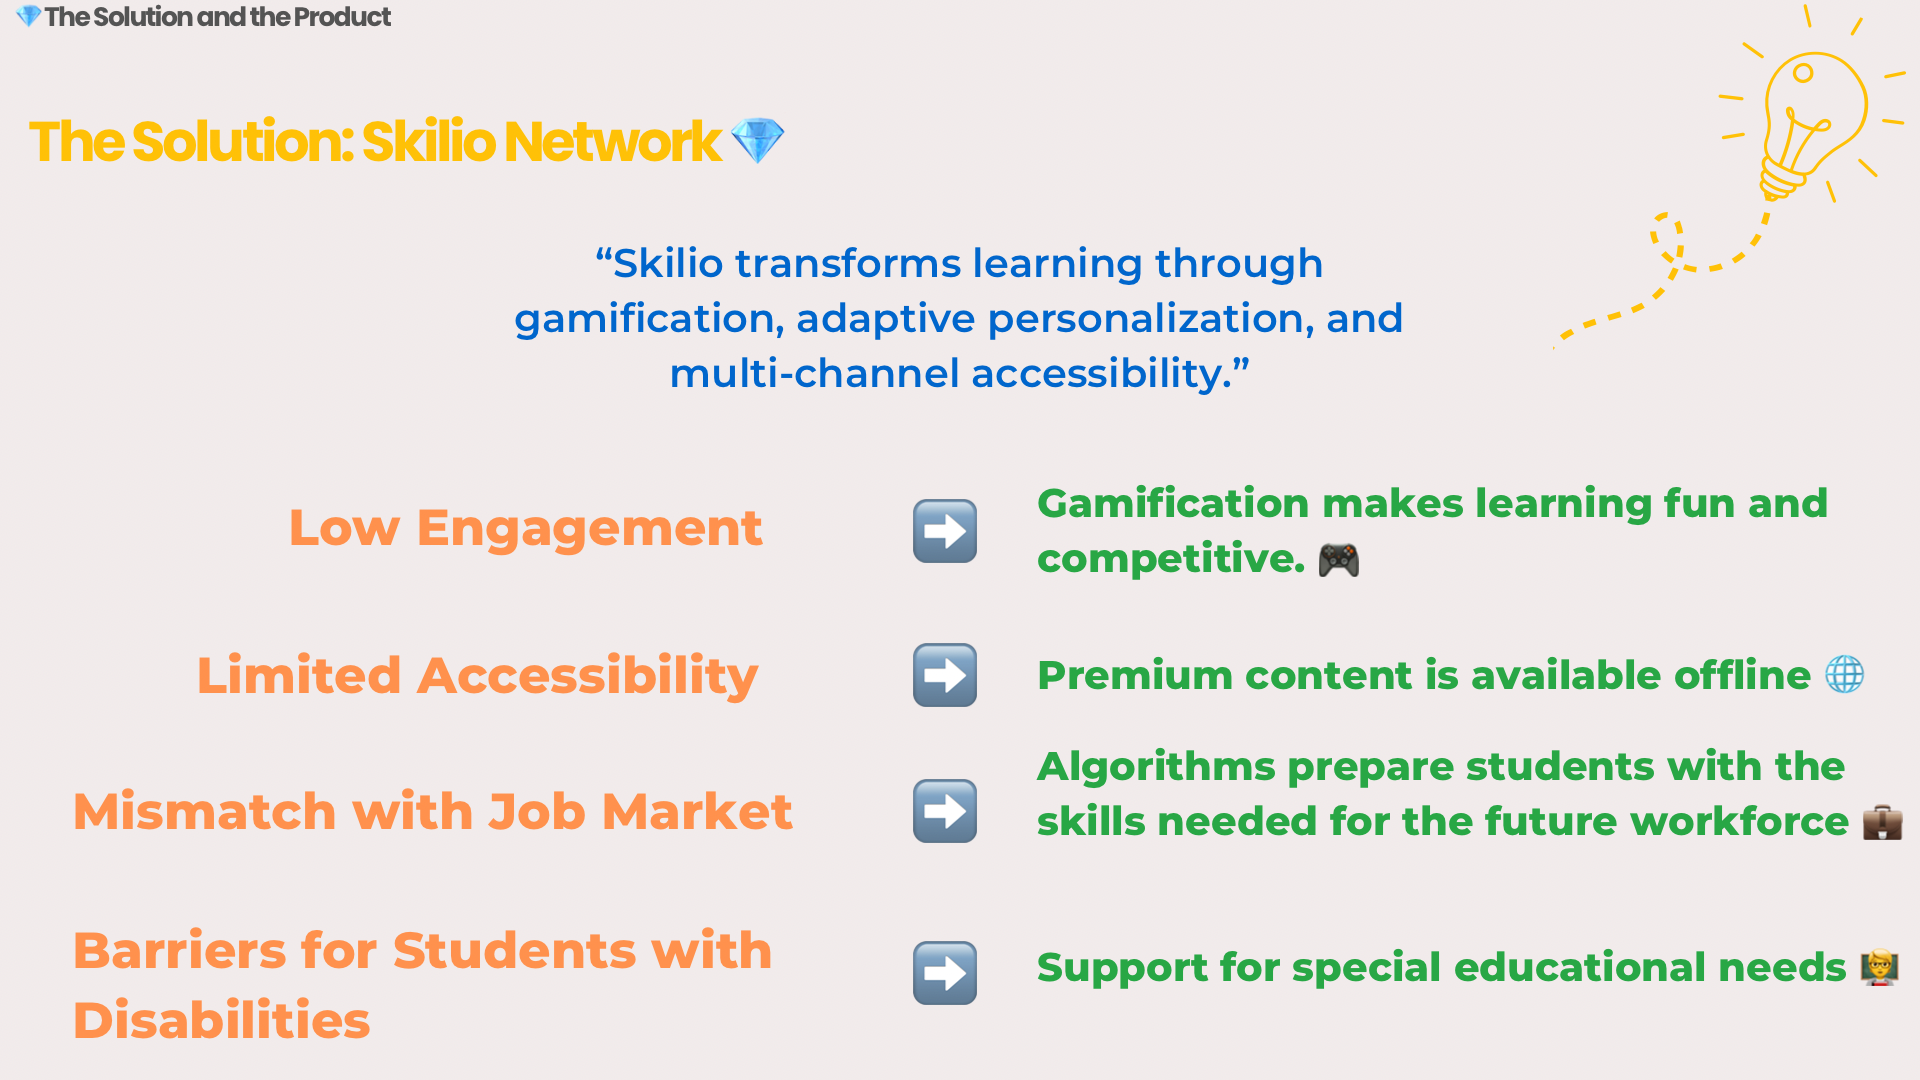 💎The Solution and the Product
The Solution: Skilio Network 💎
“Skilio transforms learning through
gamification, adaptive personalization, and
multi-channel accessibility.”
Low Engagement ➡️
Gamification makes learning fun and
competitive. 🎮
Limited Accessibility ➡️ Premium content is available offline 🌐
Mismatch with Job Market ➡️
Algorithms prepare students with the
skills needed for the future workforce 💼
Barriers for Students with
Disabilities
➡️ Support for special educational needs 🧑‍🏫